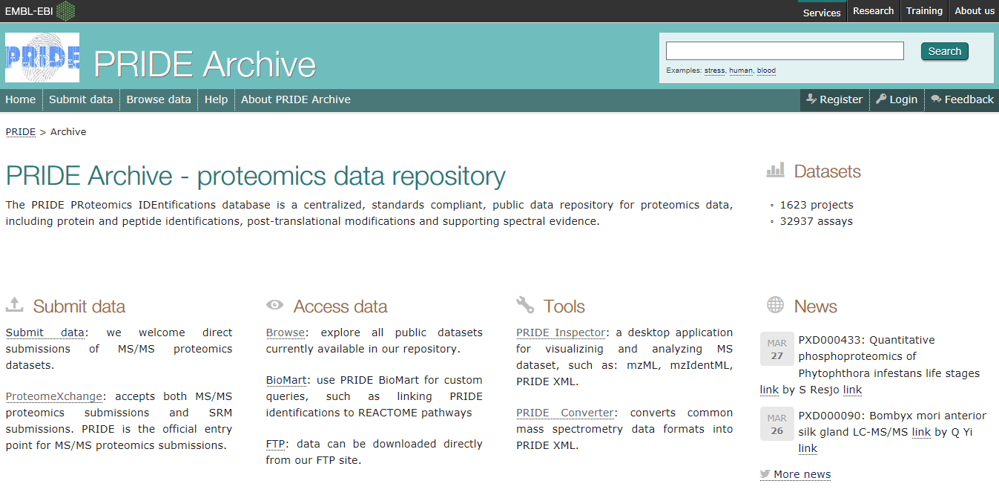 EMBL-EBI
Services Research Training About us
PRIDE
PRIDE Archive
Search
Examples: stress, human, blood
Home Submit data Browse data Help About PRIDE Archive
Register Login Feedback
PRIDE > Archive
PRIDE Archive - proteomics data repository
The PRIDE PRoteomics IDEntifications database is a centralized, standards compliant, public data repository for proteomics data,
including protein and peptide identifications, post-translational modifications and supporting spectral evidence.
Datasets
1623 projects
32937 assays
Submit data
Submit data: we welcome direct
submissions of MS/MS proteomics
datasets.
ProteomeXchange: accepts both MS/MS
proteomics submissions and SRM
submissions. PRIDE is the official entry
point for MS/MS proteomics submissions.
Access data
Browse: explore all public datasets
currently available in our repository.
BioMart: use PRIDE BioMart for custom
queries, such as linking PRIDE
identifications to REACTOME pathways
FTP: data can be downloaded directly
from our FTP site.
Tools
PRIDE Inspector: a desktop application
for visualizinig and analyzing MS
dataset, such as: mzML, mzIdentML,
PRIDE XML.
PRIDE Converter: converts common
mass spectrometry data formats into
PRIDE XML.
News
MAR
27
PXD000433: Quantitative
phosphoproteomics of
Phytophthora infestans life stages
link by S Resjo link
MAR
26
PXD000090: Bombyx mori anterior
silk gland LC-MS/MS link by Q Yi
link
More news